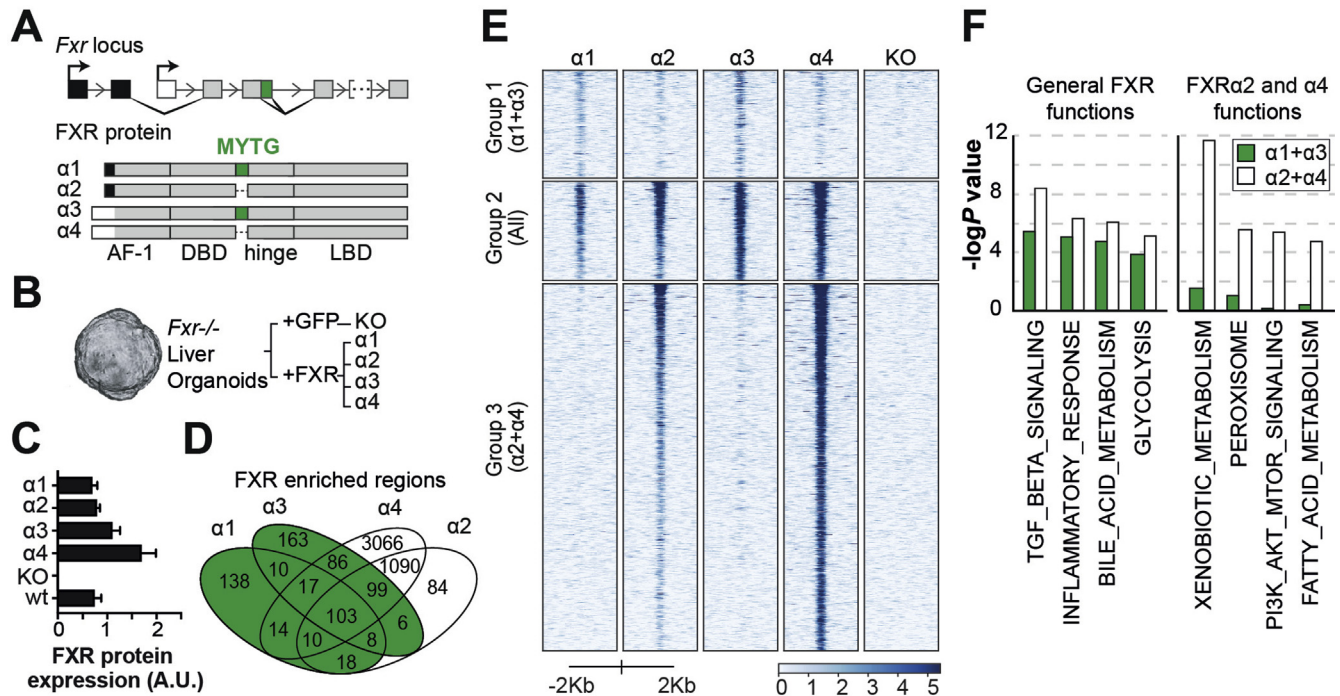 A
Fxr locus
FXR protein
MYTG
α1
α2
α3
α4
AF-1 DBD hinge LBD
B
Fxr-/-
Liver
Organoids
+GFP KO
+FXR
α1
α2
α3
α4
C
α1
α2
α3
α4
KO
wt
0 1 2
FXR protein
expression (A.U.)
D
FXR enriched regions
α1 α3 α4 α2
163 3066
138 10 86 1090 84
17 99
103
14 10 8 6
18
E
α1 α2 α3 α4 KO
Group 1
(α1+α3)
Group 2
(All)
Group 3
(α2+α4)
-2Kb 2Kb
0 1 2 3 4 5
F
General FXR
functions
FXRα2 and α4
functions
-logP value
12
8
4
0
α1+α3
α2+α4
TGF_BETA_SIGNALING
INFLAMMATORY_RESPONSE
BILE_ACID_METABOLISM
GLYCOLYSIS
XENOBIOTIC_METABOLISM
PEROXISOME
PI3K_AKT_MTOR_SIGNALING
FATTY_ACID_METABOLISM